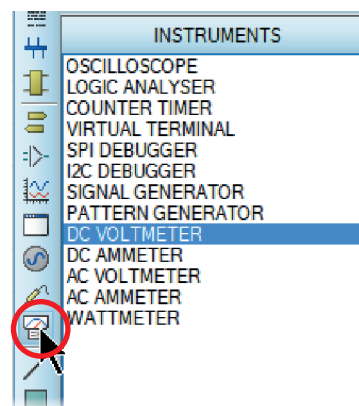 INSTRUMENTS
OSCILLOSCOPE
LOGIC ANALYSER
COUNTER TIMER
VIRTUAL TERMINAL
SPI DEBUGGER
I2C DEBUGGER
SIGNAL GENERATOR
PATTERN GENERATOR
DC VOLTMETER
DC AMMETER
AC VOLTMETER
AC AMMETER
WATTMETER